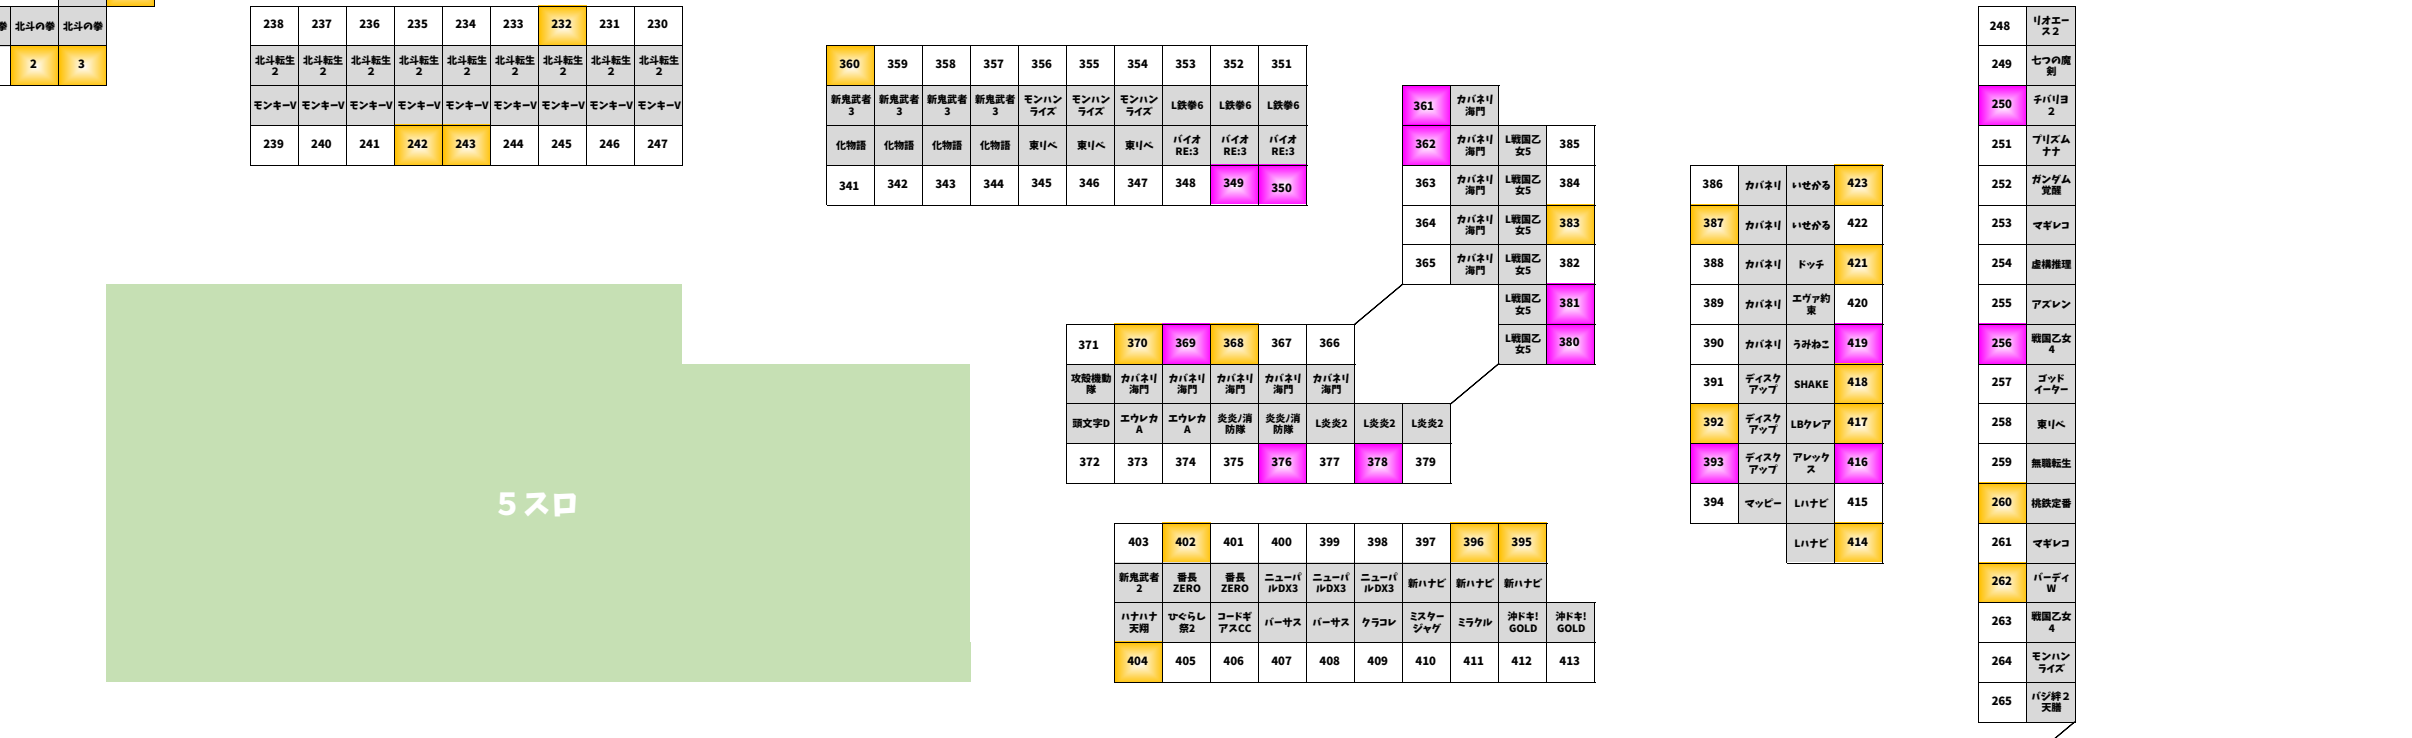 拳 北斗の拳 北斗の拳
2 3
238 237 236 235 234 233 232 231 230
北斗転生2 北斗転生2 北斗転生2 北斗転生2 北斗転生2 北斗転生2 北斗転生2 北斗転生2 北斗転生2
モンキーV モンキーV モンキーV モンキーV モンキーV モンキーV モンキーV モンキーV モンキーV
239 240 241 242 243 244 245 246 247
360 359 358 357 356 355 354 353 352 351
新鬼武者3 新鬼武者3 新鬼武者3 新鬼武者3 モンハンライズ モンハンライズ モンハンライズ L鉄拳6 L鉄拳6 L鉄拳6
化物語 化物語 化物語 化物語 東リベ 東リベ 東リベ バイオRE:3 バイオRE:3 バイオRE:3
341 342 343 344 345 346 347 348 349 350
361 カバネリ海門
362 カバネリ海門 L戦国乙女5 385
363 カバネリ海門 L戦国乙女5 384
364 カバネリ海門 L戦国乙女5 383
365 カバネリ海門 L戦国乙女5 382
L戦国乙女5 381
L戦国乙女5 380
371 370 369 368 367 366
攻殻機動隊 カバネリ海門 カバネリ海門 カバネリ海門 カバネリ海門 カバネリ海門
頭文字D エウレカA エウレカA 炎炎ノ消防隊 炎炎ノ消防隊 L炎炎2 L炎炎2 L炎炎2
372 373 374 375 376 377 378 379
5スロ
403 402 401 400 399 398 397 396 395
新鬼武者2 番長ZERO 番長ZERO ニューパルDX3 ニューパルDX3 ニューパルDX3 新ハナビ 新ハナビ 新ハナビ
ハナハナ天翔 ひぐらし祭2 コードギアスCC バーサス バーサス クラコレ ミスタージャグ ミラクル 沖ドキ!GOLD 沖ドキ!GOLD
404 405 406 407 408 409 410 411 412 413
386 カバネリ いせかる 423
387 カバネリ いせかる 422
388 カバネリ ドッチ 421
389 カバネリ エヴァ約束 420
390 カバネリ うみねこ 419
391 ディスクアップ SHAKE 418
392 ディスクアップ LBクレア 417
393 ディスクアップ アレックス 416
394 マッピー Lハナビ 415
Lハナビ 414
248 リオエース2
249 七つの魔剣
250 チバリヨ2
251 プリズムナナ
252 ガンダム覚醒
253 マギレコ
254 虚構推理
255 アズレン
256 戦国乙女4
257 ゴッドイーター
258 東リベ
259 無職転生
260 桃鉄定番
261 マギレコ
262 バーディW
263 戦国乙女4
264 モンハンライズ
265 バジ絆2天膳